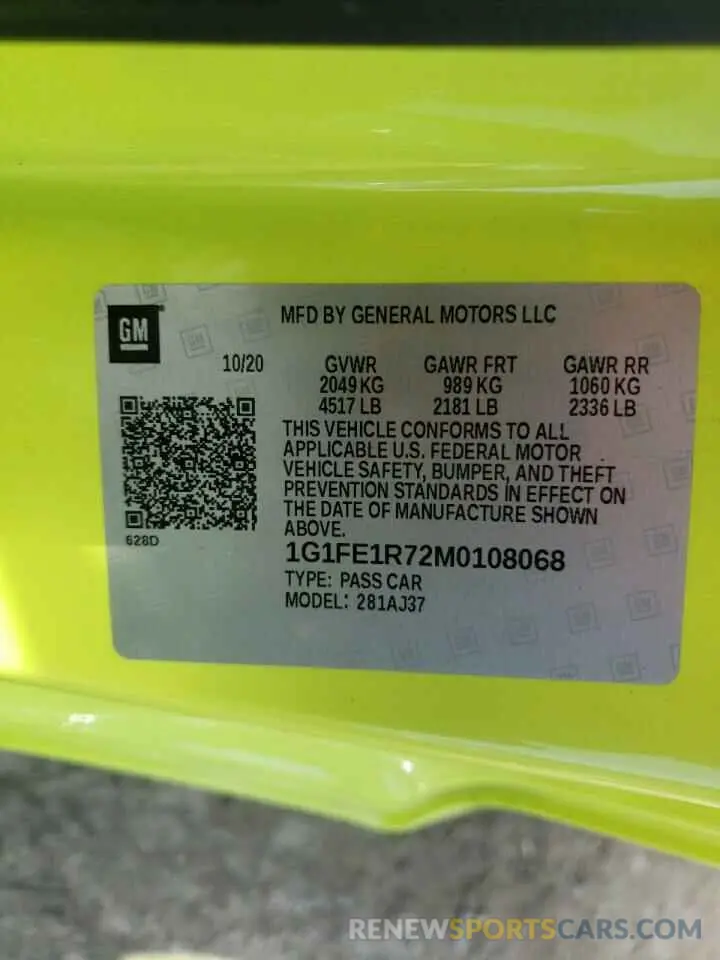 GM
MFD BY GENERAL MOTORS LLC
10/20 GVWR GAWR FRT GAWR RR
2049 KG 989 KG 1060 KG
4517 LB 2181 LB 2336 LB
THIS VEHICLE CONFORMS TO ALL
APPLICABLE U.S. FEDERAL MOTOR
VEHICLE SAFETY, BUMPER, AND THEFT
PREVENTION STANDARDS IN EFFECT ON
THE DATE OF MANUFACTURE SHOWN
ABOVE.
628D
1G1FE1R72M0108068
TYPE: PASS CAR
MODEL: 281AJ37
RENEWSPORTSCARS.COM